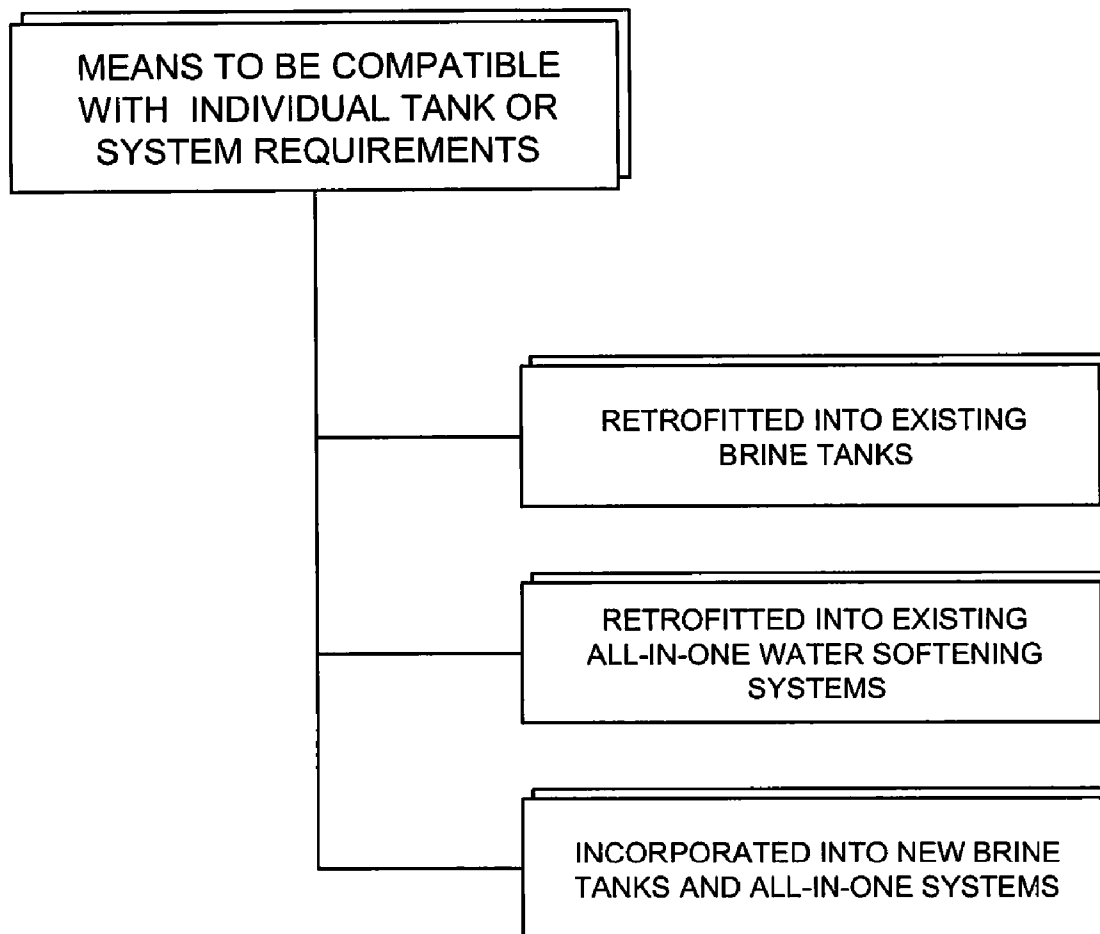 MEANS TO BE COMPATIBLE
WITH INDIVIDUAL TANK OR
SYSTEM REQUIREMENTS
RETROFITTED INTO EXISTING
BRINE TANKS
RETROFITTED INTO EXISTING
ALL-IN-ONE WATER SOFTENING
SYSTEMS
INCORPORATED INTO NEW BRINE
TANKS AND ALL-IN-ONE SYSTEMS